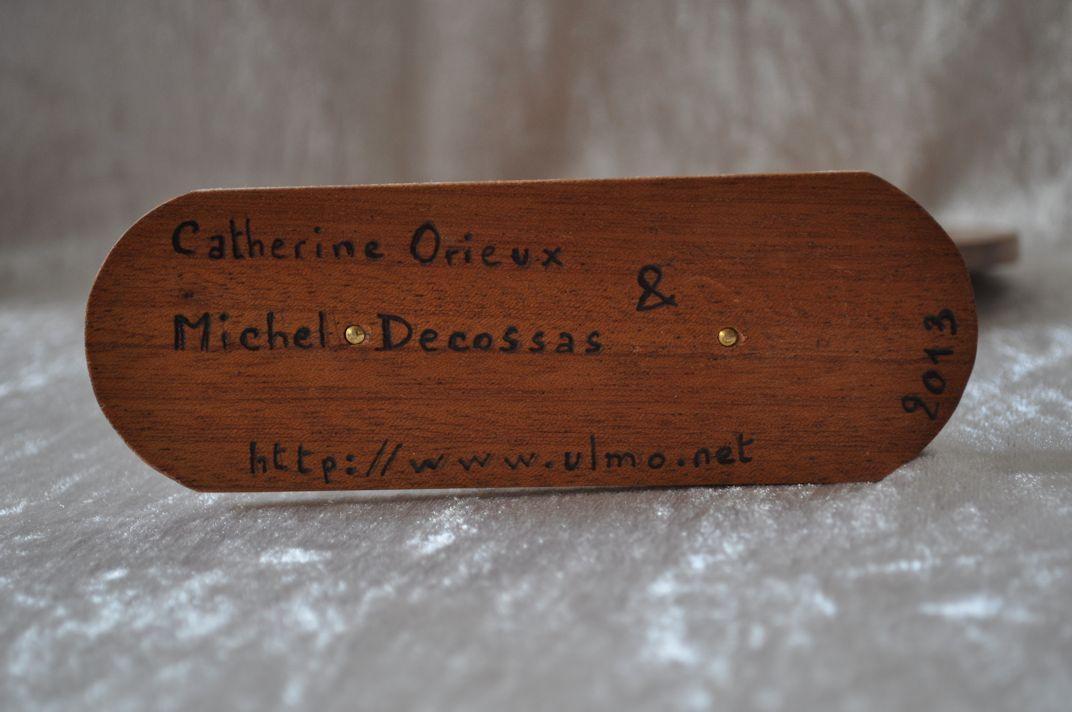 Catherine Orieux
&
Michel Decossas
http://www.ulmo.net
2013